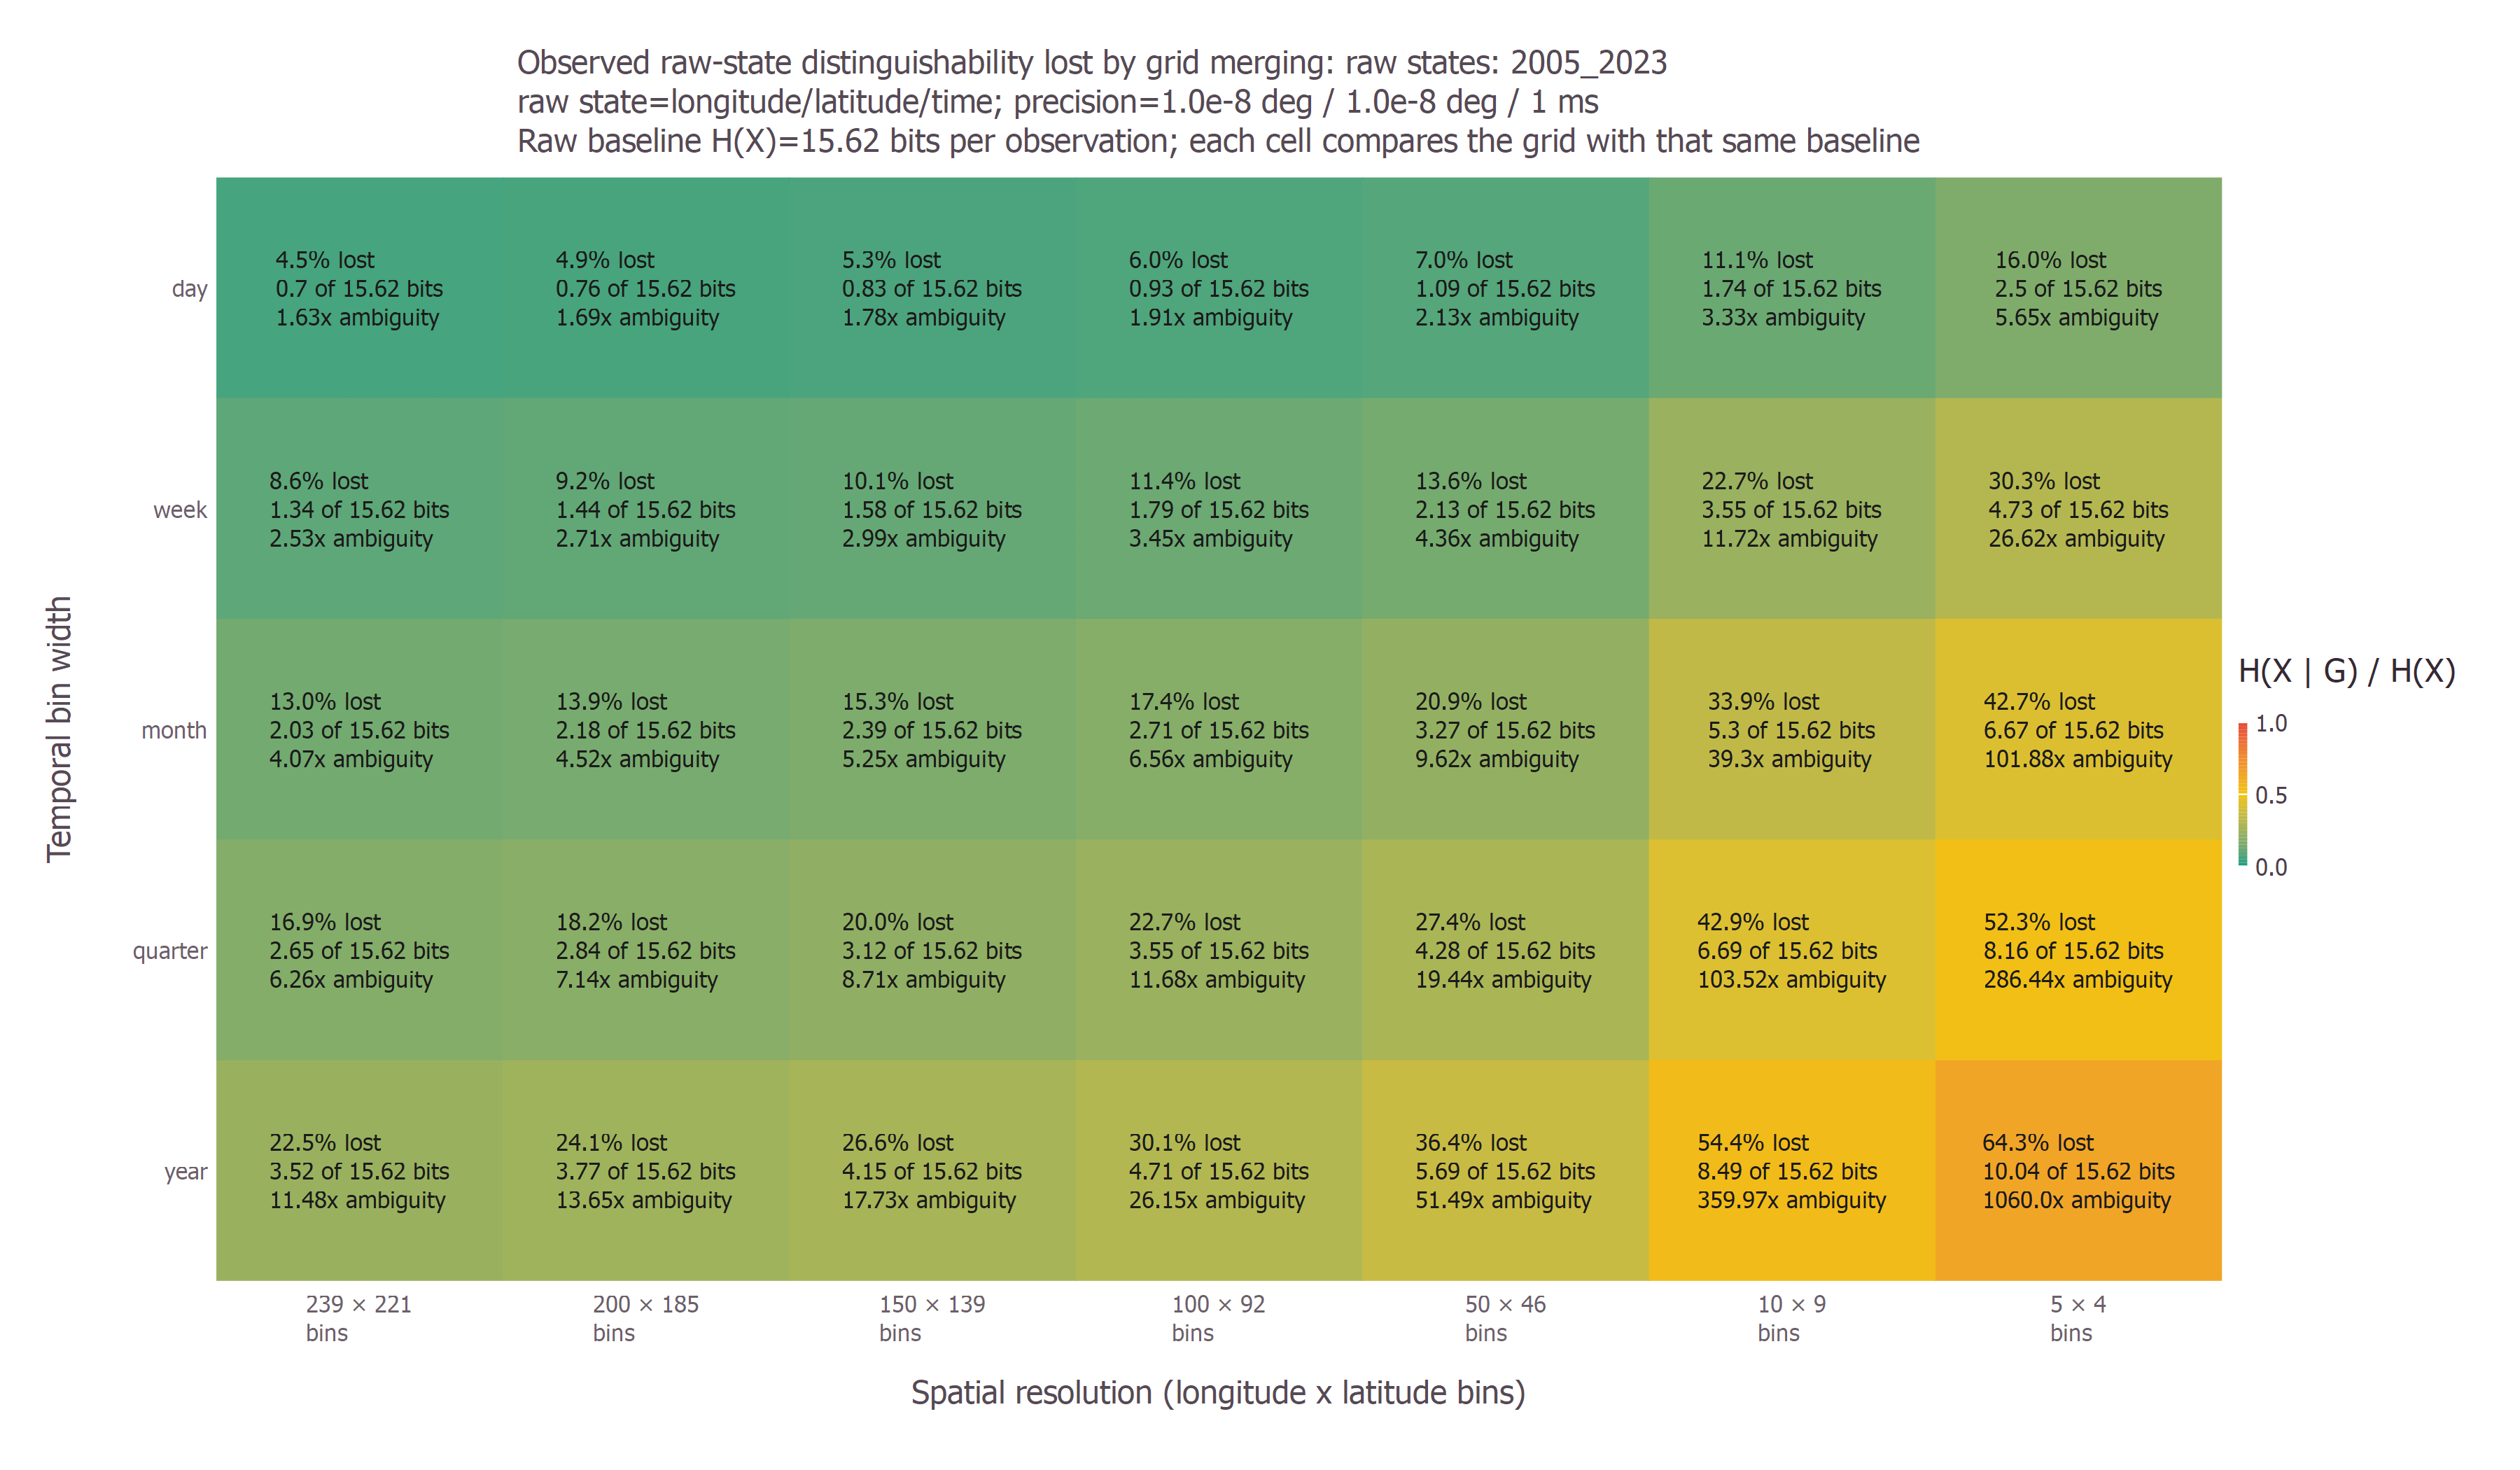 Observed raw-state distinguishability lost by grid merging: raw states: 2005_2023
raw state=longitude/latitude/time; precision=1.0e-8 deg / 1.0e-8 deg / 1 ms
Raw baseline H(X)=15.62 bits per observation; each cell compares the grid with that same baseline
Temporal bin width
day
4.5% lost
0.7 of 15.62 bits
1.63x ambiguity
4.9% lost
0.76 of 15.62 bits
1.69x ambiguity
5.3% lost
0.83 of 15.62 bits
1.78x ambiguity
6.0% lost
0.93 of 15.62 bits
1.91x ambiguity
7.0% lost
1.09 of 15.62 bits
2.13x ambiguity
11.1% lost
1.74 of 15.62 bits
3.33x ambiguity
16.0% lost
2.5 of 15.62 bits
5.65x ambiguity
week
8.6% lost
1.34 of 15.62 bits
2.53x ambiguity
9.2% lost
1.44 of 15.62 bits
2.71x ambiguity
10.1% lost
1.58 of 15.62 bits
2.99x ambiguity
11.4% lost
1.79 of 15.62 bits
3.45x ambiguity
13.6% lost
2.13 of 15.62 bits
4.36x ambiguity
22.7% lost
3.55 of 15.62 bits
11.72x ambiguity
30.3% lost
4.73 of 15.62 bits
26.62x ambiguity
month
13.0% lost
2.03 of 15.62 bits
4.07x ambiguity
13.9% lost
2.18 of 15.62 bits
4.52x ambiguity
15.3% lost
2.39 of 15.62 bits
5.25x ambiguity
17.4% lost
2.71 of 15.62 bits
6.56x ambiguity
20.9% lost
3.27 of 15.62 bits
9.62x ambiguity
33.9% lost
5.3 of 15.62 bits
39.3x ambiguity
42.7% lost
6.67 of 15.62 bits
101.88x ambiguity
quarter
16.9% lost
2.65 of 15.62 bits
6.26x ambiguity
18.2% lost
2.84 of 15.62 bits
7.14x ambiguity
20.0% lost
3.12 of 15.62 bits
8.71x ambiguity
22.7% lost
3.55 of 15.62 bits
11.68x ambiguity
27.4% lost
4.28 of 15.62 bits
19.44x ambiguity
42.9% lost
6.69 of 15.62 bits
103.52x ambiguity
52.3% lost
8.16 of 15.62 bits
286.44x ambiguity
year
22.5% lost
3.52 of 15.62 bits
11.48x ambiguity
24.1% lost
3.77 of 15.62 bits
13.65x ambiguity
26.6% lost
4.15 of 15.62 bits
17.73x ambiguity
30.1% lost
4.71 of 15.62 bits
26.15x ambiguity
36.4% lost
5.69 of 15.62 bits
51.49x ambiguity
54.4% lost
8.49 of 15.62 bits
359.97x ambiguity
64.3% lost
10.04 of 15.62 bits
1060.0x ambiguity
239 × 221
bins
200 × 185
bins
150 × 139
bins
100 × 92
bins
50 × 46
bins
10 × 9
bins
5 × 4
bins
Spatial resolution (longitude x latitude bins)
H(X | G) / H(X)
1.0
0.5
0.0